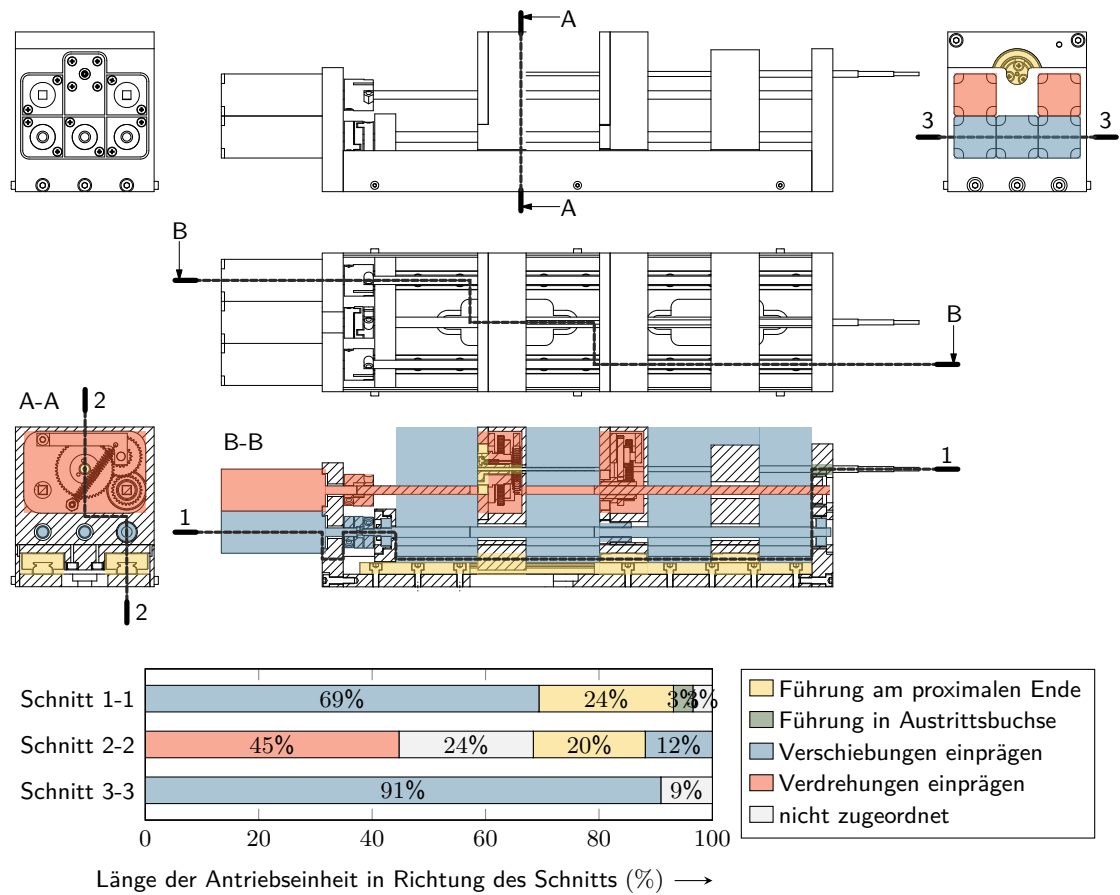 A
A
3
3
B
B
A-A
2
2
B-B
1
1
Schnitt 1-1
69%
24%
3%
3%
Schnitt 2-2
45%
24%
20%
12%
Schnitt 3-3
91%
9%
0
20
40
60
80
100
Länge der Antriebseinheit in Richtung des Schnitts (%) →
Führung am proximalen Ende
Führung in Austrittsbuchse
Verschiebungen einprägen
Verdrehungen einprägen
nicht zugeordnet